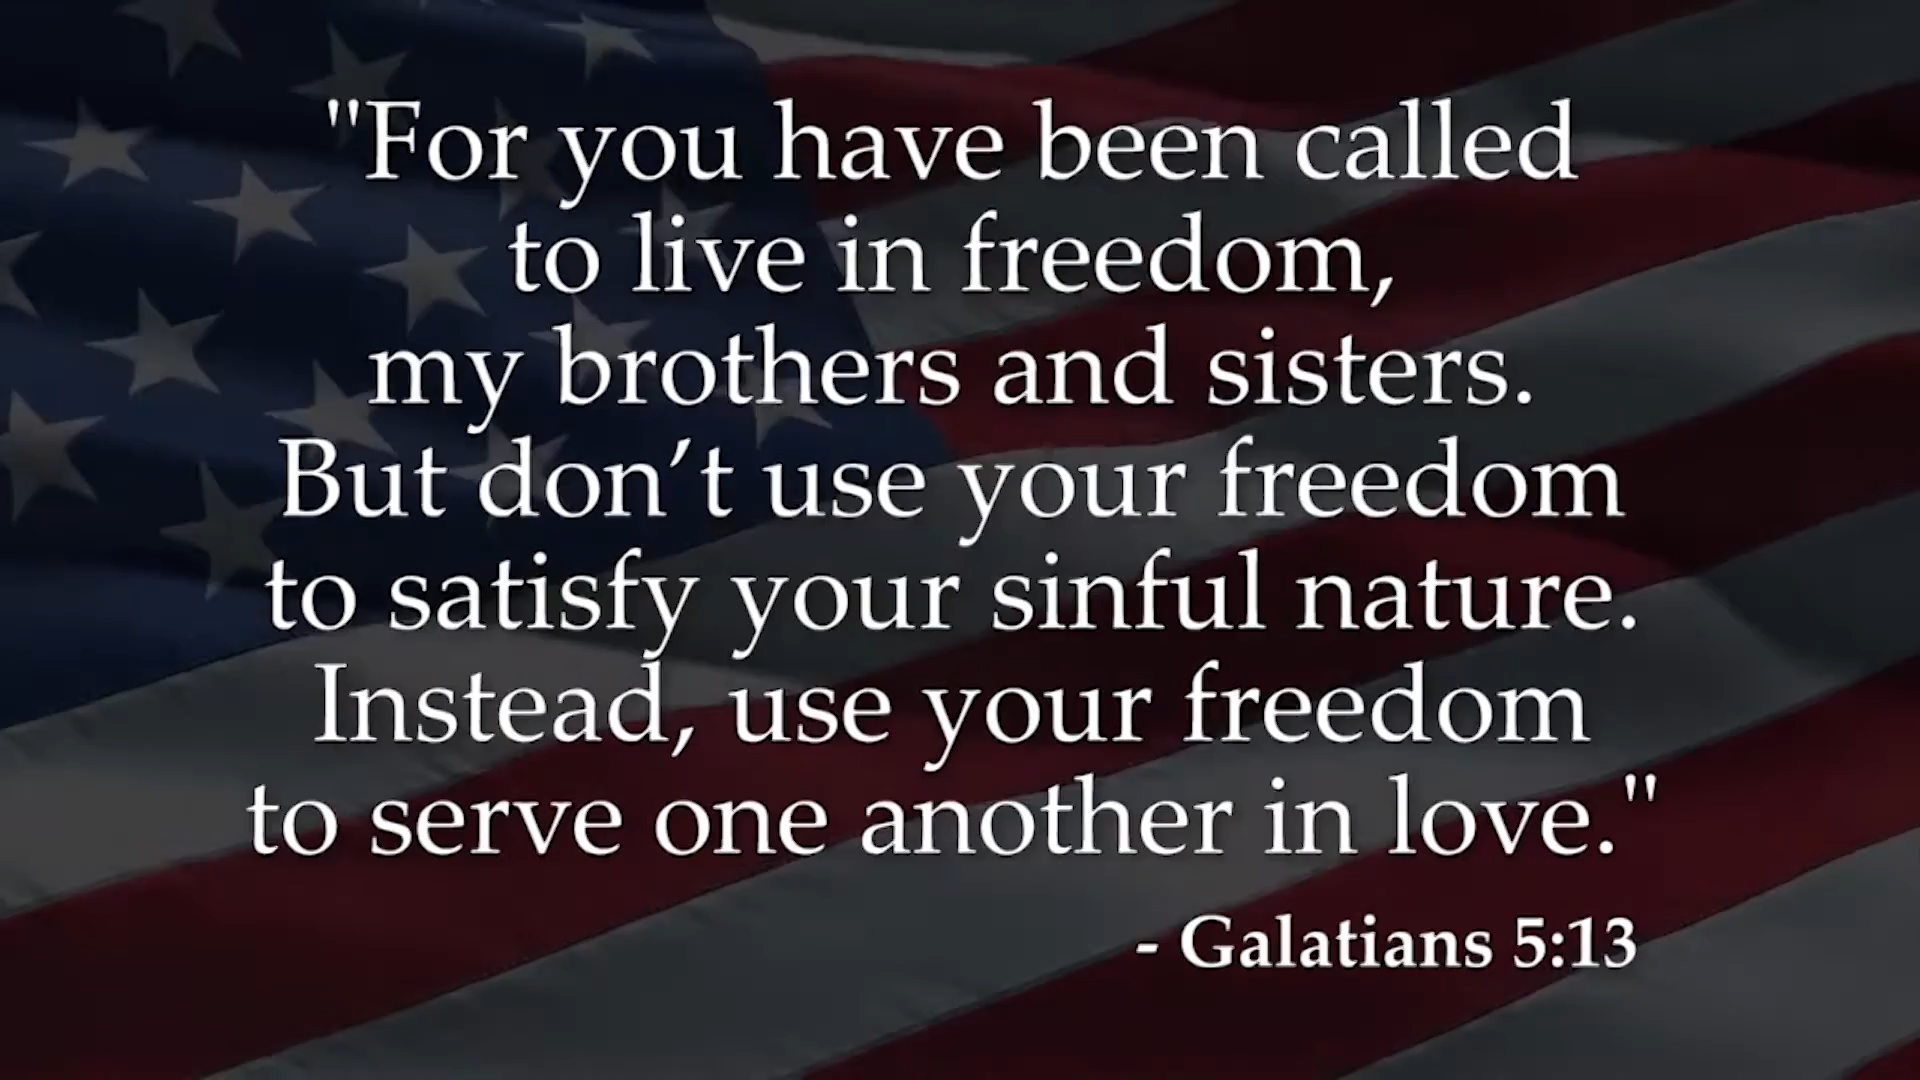 "For you have been called
to live in freedom,
my brothers and sisters.
But don’t use your freedom
to satisfy your sinful nature.
Instead, use your freedom
to serve one another in love."
- Galatians 5:13